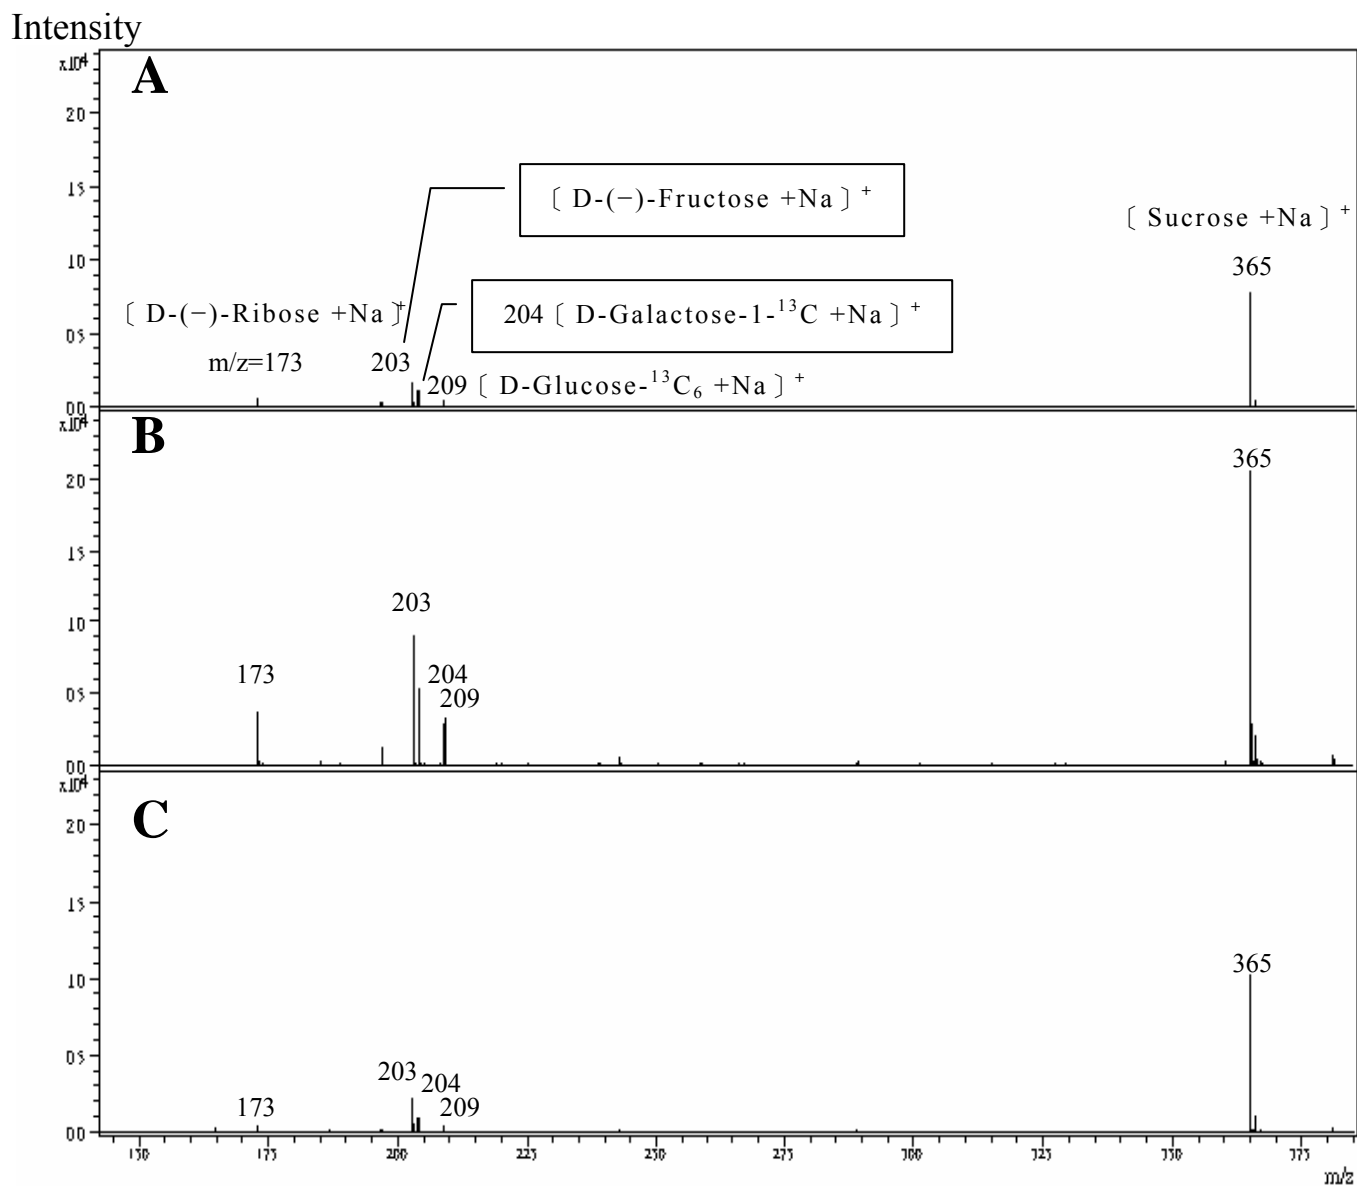 Intensity
x10⁴
A
20
15
10
05
00
〔 D-(−)-Fructose +Na 〕⁺
〔 Sucrose +Na 〕⁺
365
〔 D-(−)-Ribose +Na 〕⁺
204〔 D-Galactose-1-¹³C +Na 〕⁺
m/z=173
203
209〔 D-Glucose-¹³C₆ +Na 〕⁺
x10⁴
B
20
15
10
05
00
365
203
173
204
209
x10⁴
C
20
15
10
05
00
365
203
204
173
209
150 175 200 225 250 275 300 325 350 375
m/z